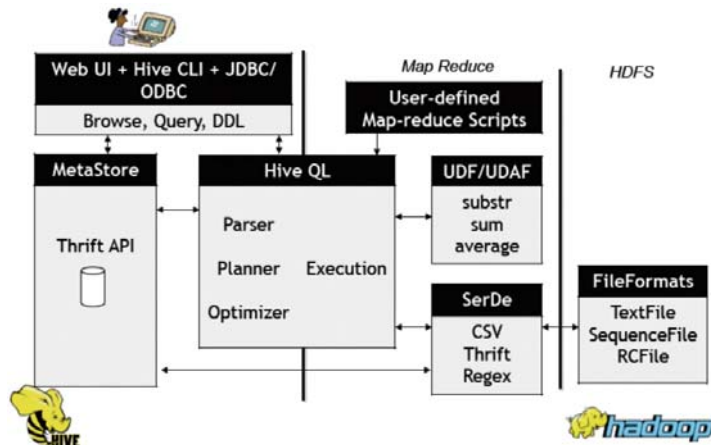 Web UI + Hive CLI + JDBC/
ODBC
Browse, Query, DDL
Map Reduce
HDFS
User-defined
Map-reduce Scripts
MetaStore
Thrift API
Hive QL
Parser
Planner
Execution
Optimizer
UDF/UDAF
substr
sum
average
SerDe
CSV
Thrift
Regex
FileFormats
TextFile
SequenceFile
RCFile
HIVE
hadoop